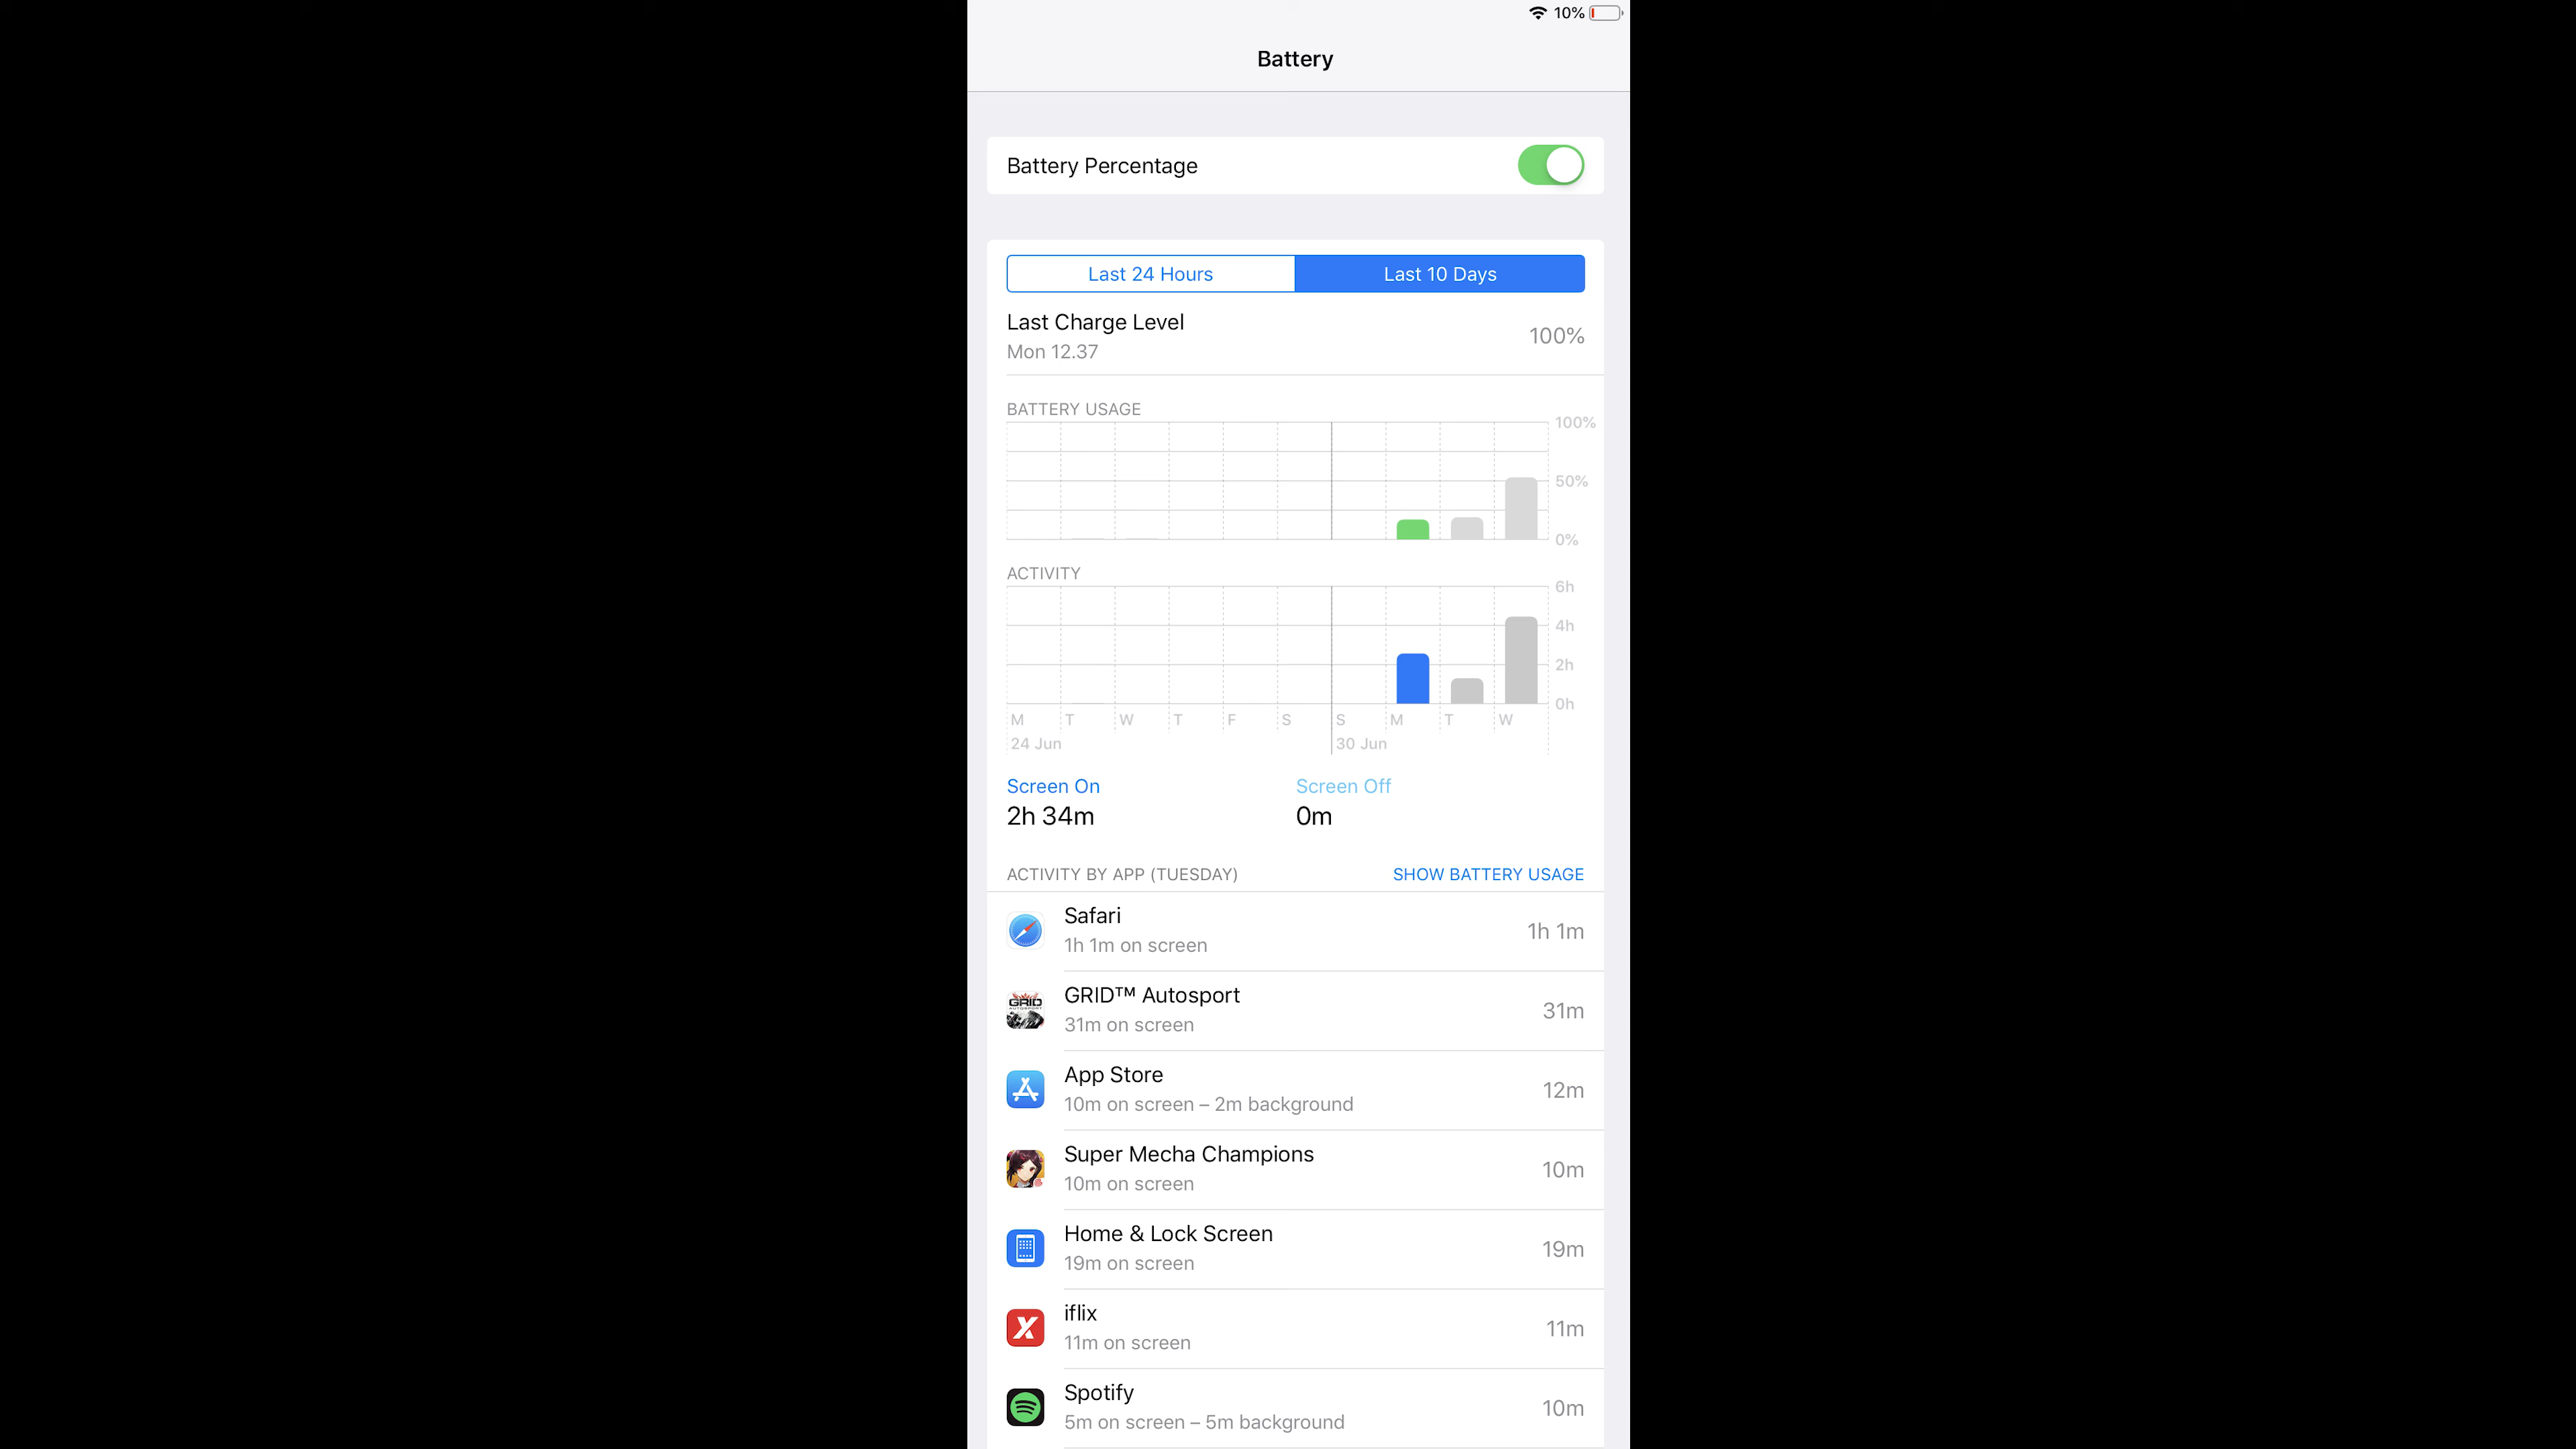 10%
Battery
Battery Percentage
Last 24 Hours Last 10 Days
Last Charge Level
Mon 12.37
100%
BATTERY USAGE
100%
50%
0%
ACTIVITY
6h
4h
2h
0h
M T W T F S S M T W
24 Jun 30 Jun
Screen On Screen Off
2h 34m 0m
ACTIVITY BY APP (TUESDAY) SHOW BATTERY USAGE
Safari
1h 1m on screen
1h 1m
GRID
AUTOSPORT
GRID™ Autosport
31m on screen
31m
App Store
10m on screen – 2m background
12m
Super Mecha Champions
10m on screen
10m
Home & Lock Screen
19m on screen
19m
iflix
11m on screen
11m
Spotify
5m on screen – 5m background
10m